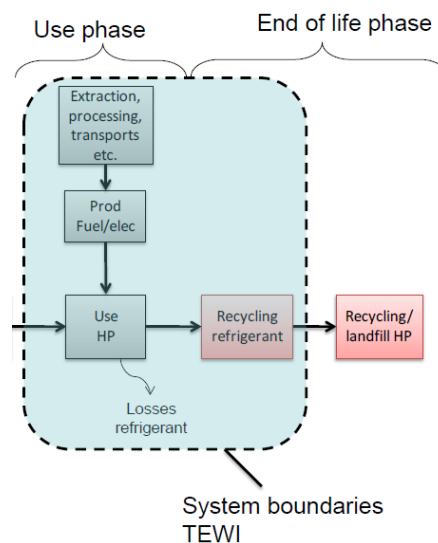 Use phase
End of life phase
Extraction,
processing,
transports
etc.
Prod
Fuel/elec
Use
HP
Recycling
refrigerant
Recycling/
landfill HP
Losses
refrigerant
System boundaries
TEWI